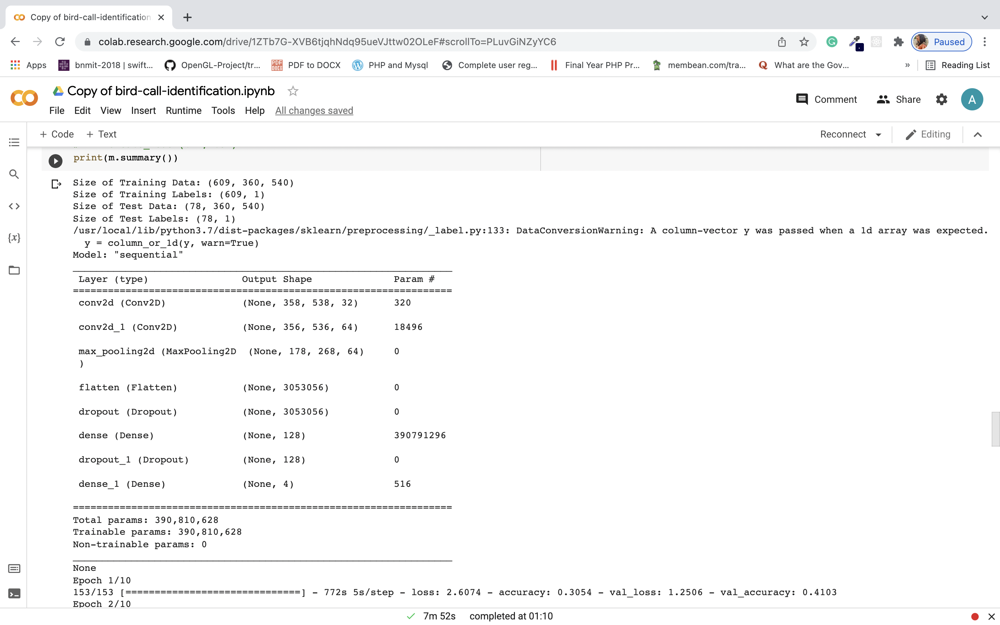 Copy of bird-call-identification
colab.research.google.com/drive/1ZTb7G-XVB6tjqhNdq95ueVJttw02OLeF#scrollTo=PLuvGiNZyYC6
Paused
Apps
bnmit-2018 | swift...
OpenGL-Project/tr...
PDF to DOCX
PHP and Mysql
Complete user reg...
Final Year PHP Pr...
membean.com/tra...
What are the Gov...
»
Reading List
Copy of bird-call-identification.ipynb
Comment
Share
A
File Edit View Insert Runtime Tools Help All changes saved
+ Code + Text
Reconnect
Editing
print(m.summary())
Size of Training Data: (609, 360, 540)
Size of Training Labels: (609, 1)
Size of Test Data: (78, 360, 540)
Size of Test Labels: (78, 1)
/usr/local/lib/python3.7/dist-packages/sklearn/preprocessing/_label.py:133: DataConversionWarning: A column-vector y was passed when a 1d array was expected.
y = column_or_1d(y, warn=True)
Model: "sequential"
_________________________________________________________________
Layer (type) Output Shape Param #
=================================================================
conv2d (Conv2D) (None, 358, 538, 32) 320
conv2d_1 (Conv2D) (None, 356, 536, 64) 18496
max_pooling2d (MaxPooling2D (None, 178, 268, 64) 0
)
flatten (Flatten) (None, 3053056) 0
dropout (Dropout) (None, 3053056) 0
dense (Dense) (None, 128) 390791296
dropout_1 (Dropout) (None, 128) 0
dense_1 (Dense) (None, 4) 516
=================================================================
Total params: 390,810,628
Trainable params: 390,810,628
Non-trainable params: 0
_________________________________________________________________
None
Epoch 1/10
153/153 [==============================] - 772s 5s/step - loss: 2.6074 - accuracy: 0.3054 - val_loss: 1.2506 - val_accuracy: 0.4103
Epoch 2/10
7m 52s completed at 01:10